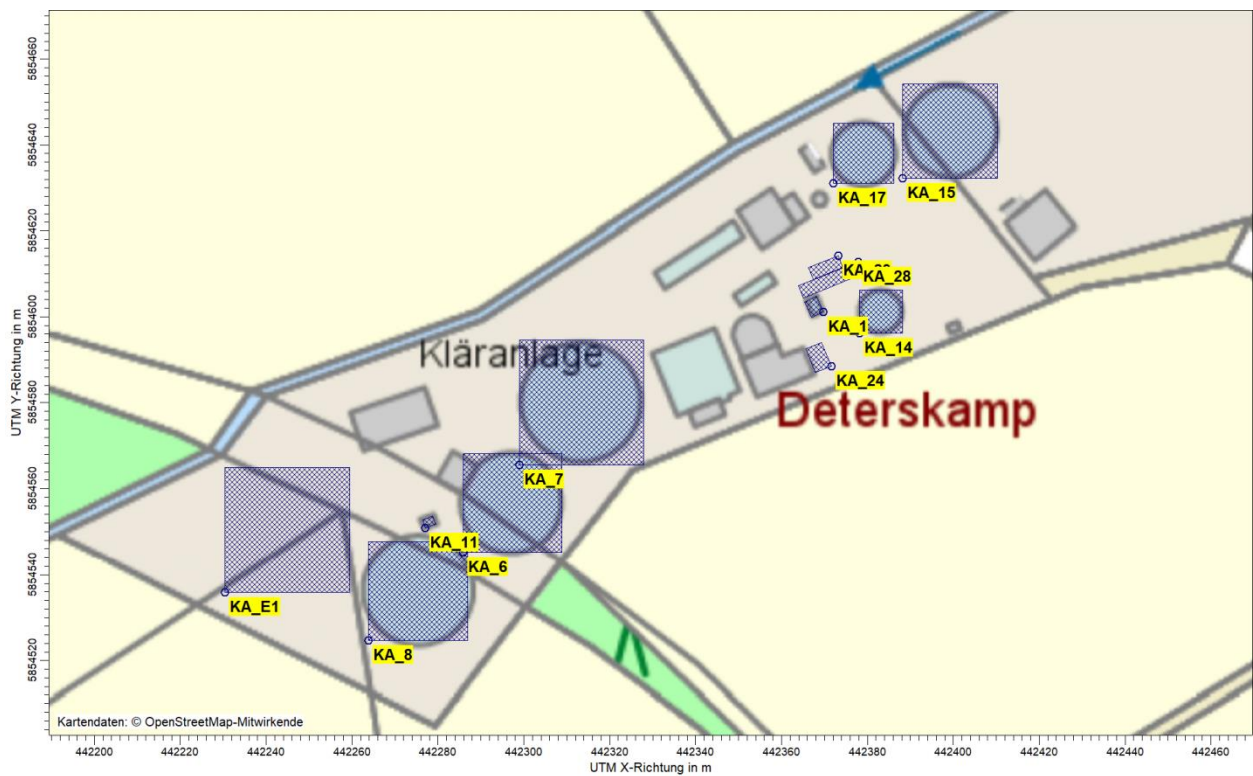 5854660
5854640
5854620
5854600
5854580
5854560
5854540
5854520
UTM Y-Richtung in m
KA_17
KA_15
KA_28
KA_1
KA_14
KA_24
Kläranlage
Deterskamp
KA_7
KA_11
KA_6
KA_E1
KA_8
Kartendaten: © OpenStreetMap-Mitwirkende
442200 442220 442240 442260 442280 442300 442320 442340 442360 442380 442400 442420 442440 442460
UTM X-Richtung in m